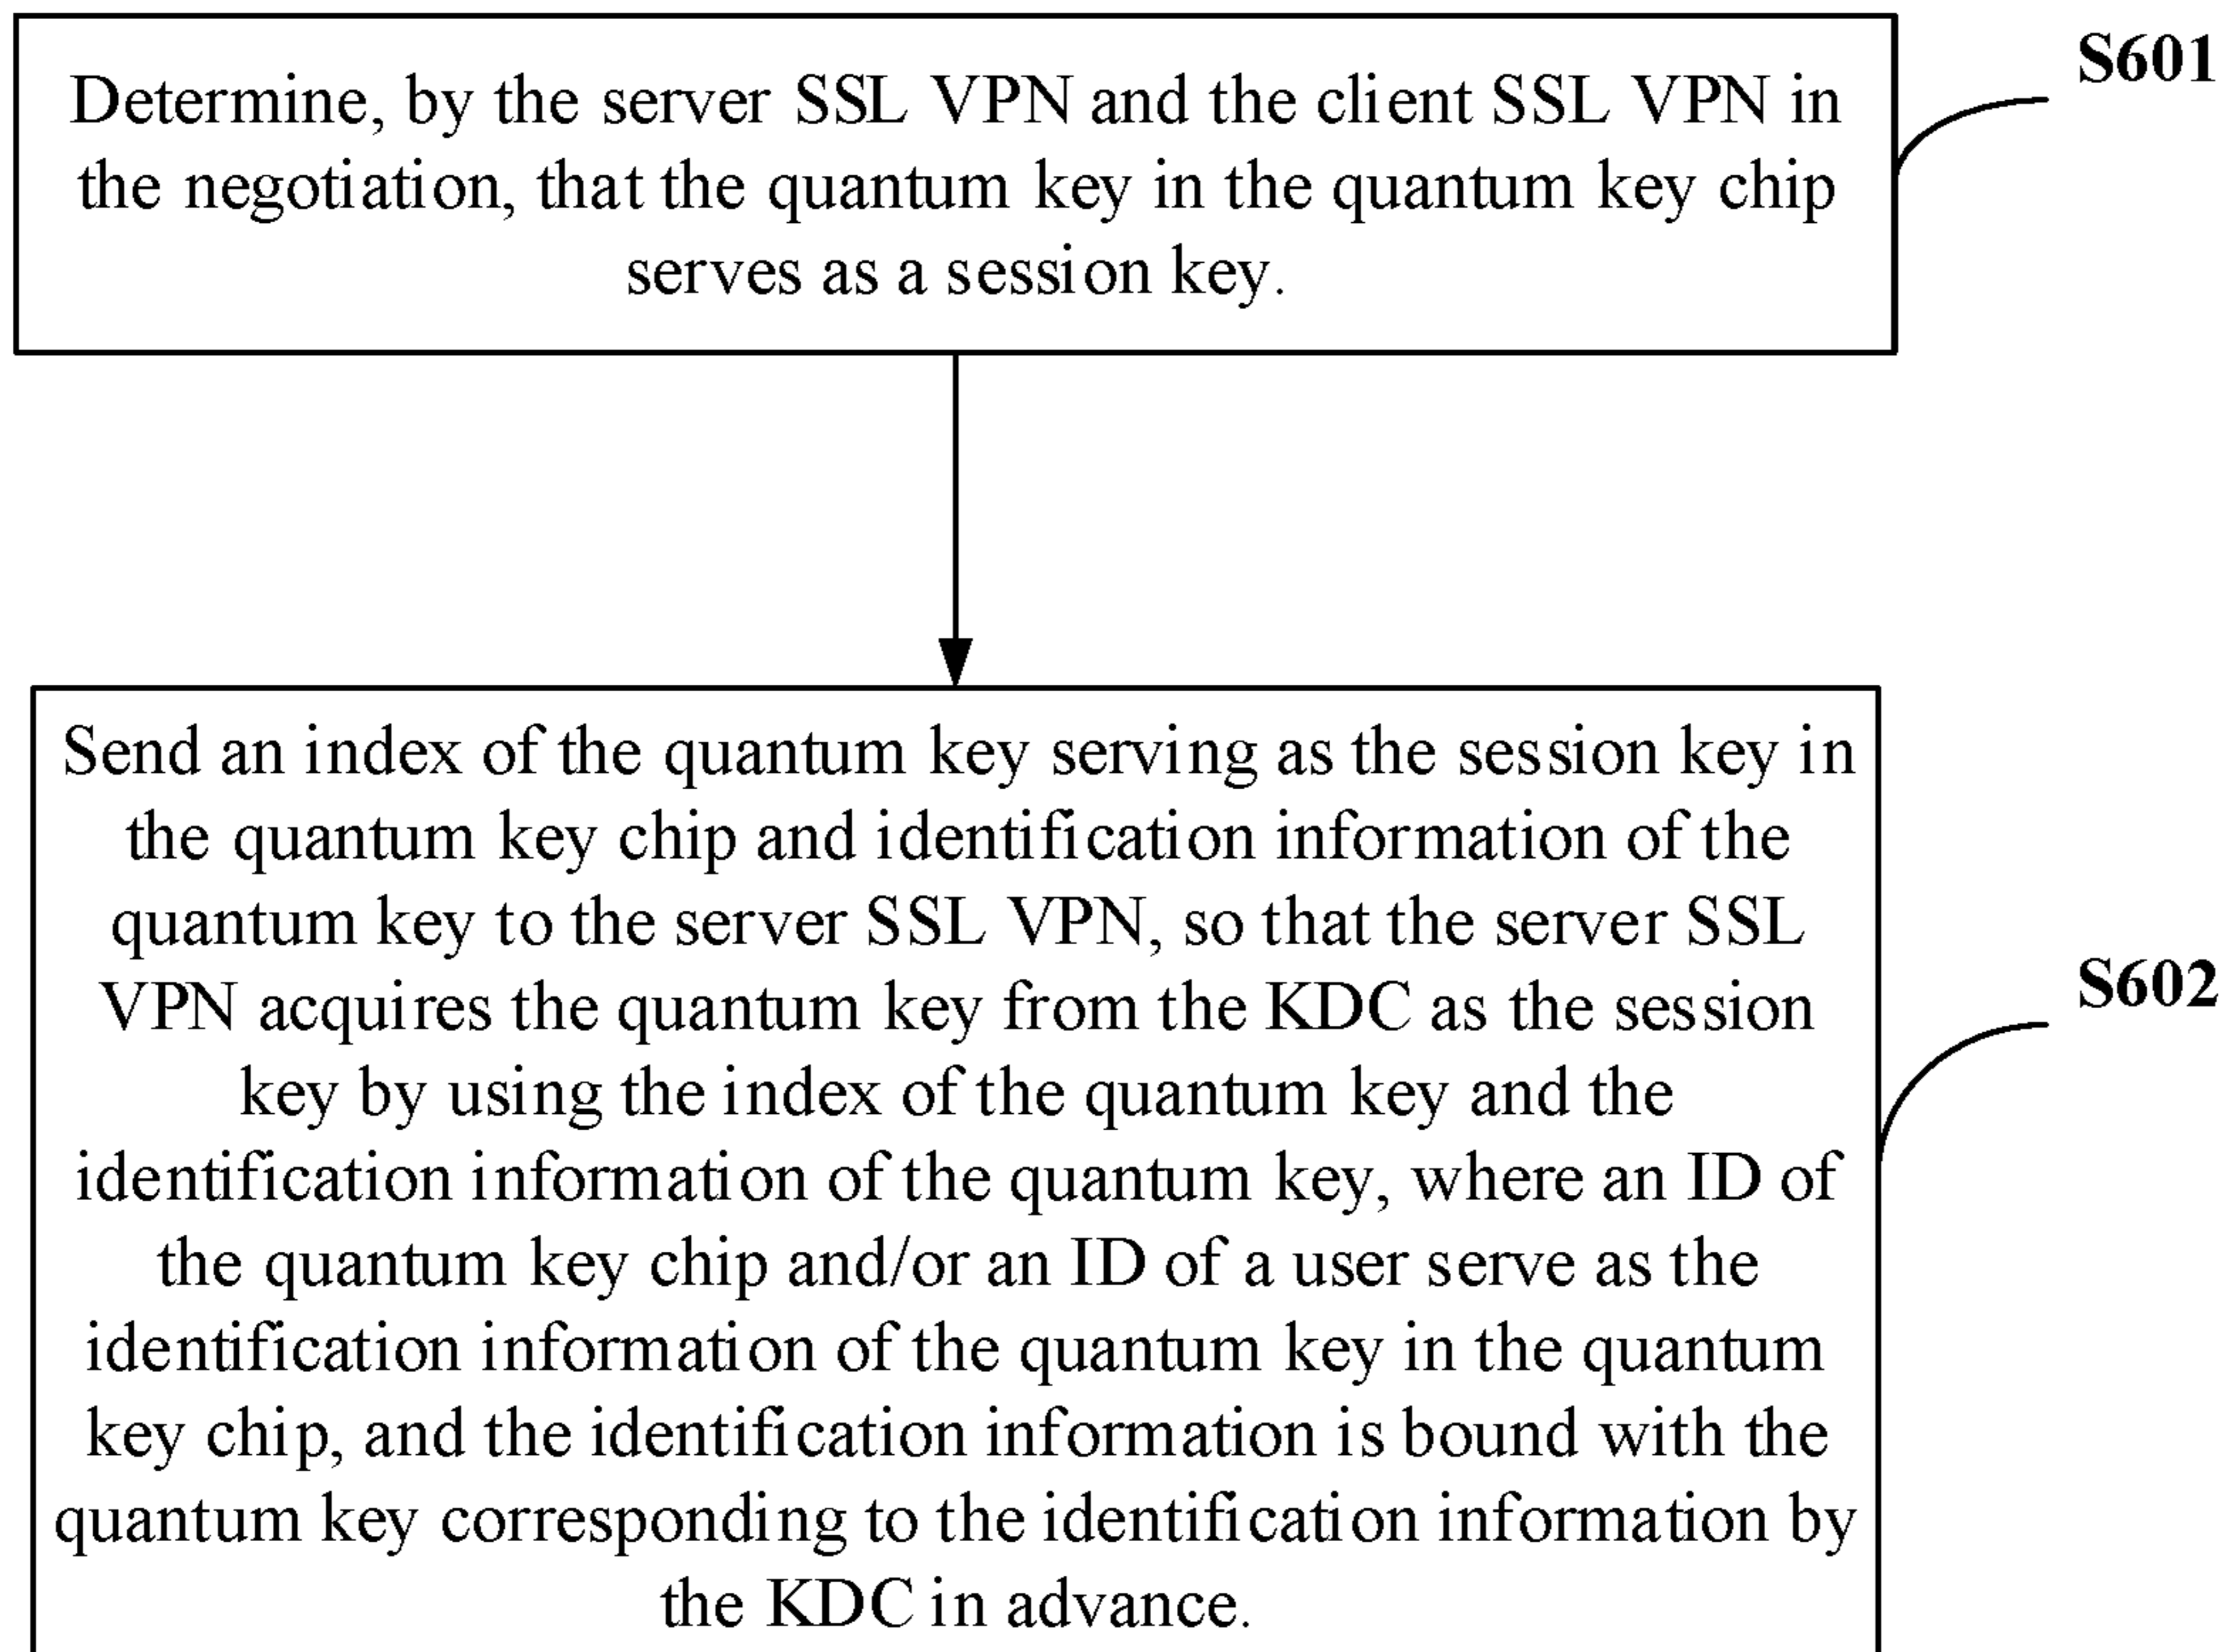 S601
Determine, by the server SSL VPN and the client SSL VPN in
the negotiation, that the quantum key in the quantum key chip
serves as a session key.
Send an index of the quantum key serving as the session key in
the quantum key chip and identification information of the
quantum key to the server SSL VPN, so that the server SSL
VPN acquires the quantum key from the KDC as the session
key by using the index of the quantum key and the
identification information of the quantum key, where an ID of
the quantum key chip and/or an ID of a user serve as the
identification information of the quantum key in the quantum
key chip, and the identification information is bound with the
quantum key corresponding to the identification information by
the KDC in advance.
S602